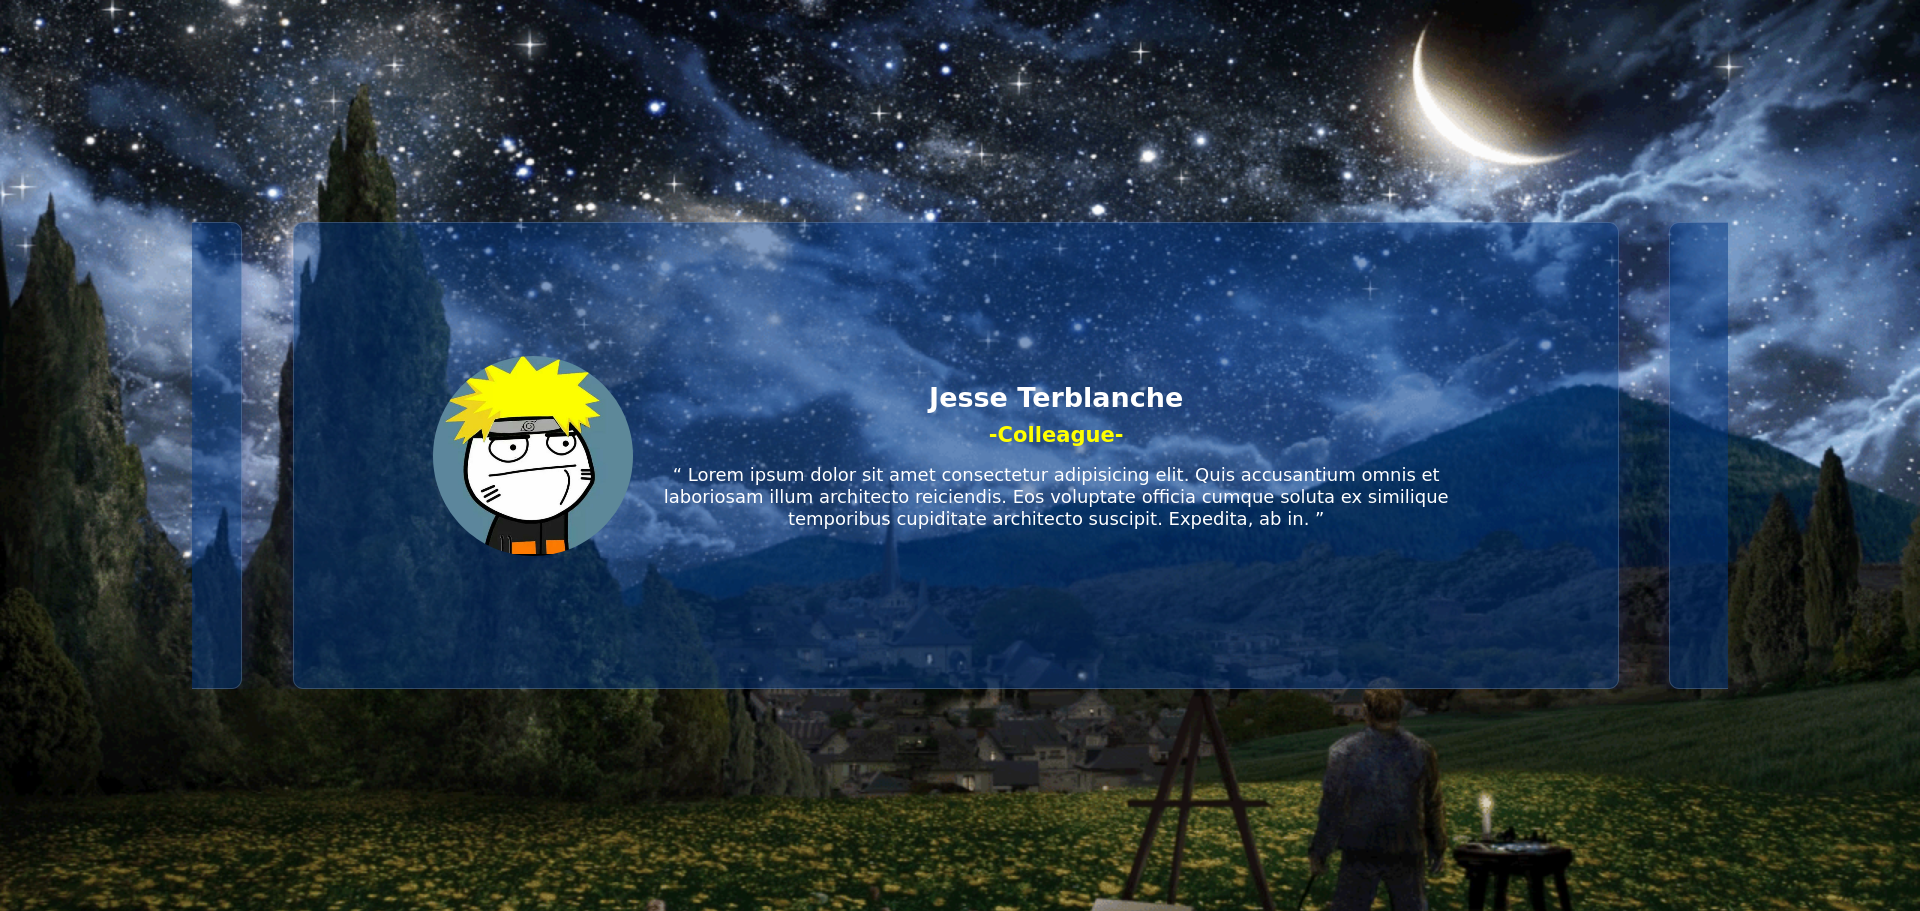 Jesse Terblanche
-Colleague-
“ Lorem ipsum dolor sit amet consectetur adipisicing elit. Quis accusantium omnis et
laboriosam illum architecto reiciendis. Eos voluptate officia cumque soluta ex similique
temporibus cupiditate architecto suscipit. Expedita, ab in. ”